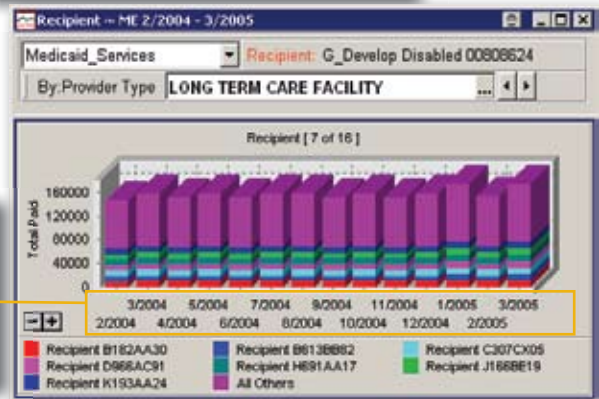 Recipient -- ME 2/2004 - 3/2005
Medicaid_Services Recipient: G_Develop Disabled 00808624
By:Provider Type LONG TERM CARE FACILITY ...
Recipient [ 7 of 16 ]
Total Paid
160000
120000
80000
40000
0
3/2004 5/2004 7/2004 9/2004 11/2004 1/2005 3/2005
2/2004 4/2004 6/2004 8/2004 10/2004 12/2004 2/2005
Recipient B182AA30 Recipient B613BB82 Recipient C307CX05
Recipient D966AC91 Recipient H691AA17 Recipient J166BE19
Recipient K193AA24 All Others